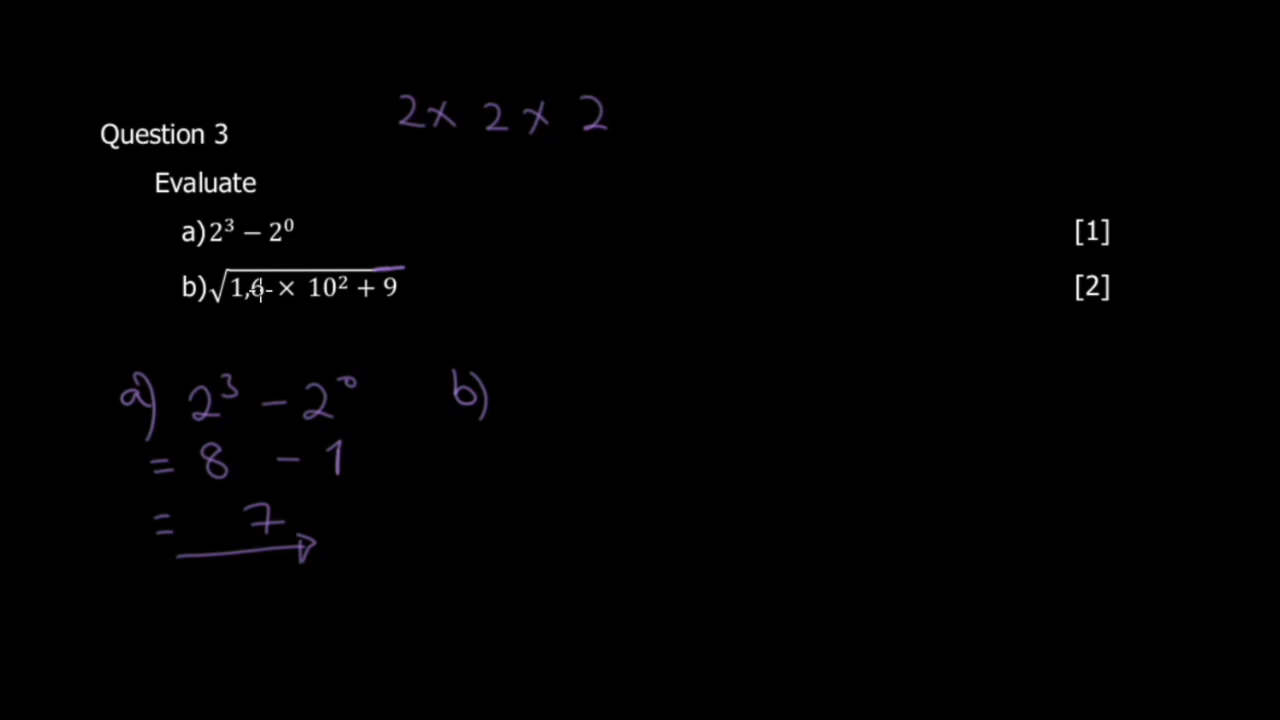 2 x 2 x 2
Question 3
Evaluate
a) 2³ − 2⁰ [1]
b) √1,6 × 10² + 9 [2]
a) 2³ − 2⁰ b)
= 8 − 1
= 7